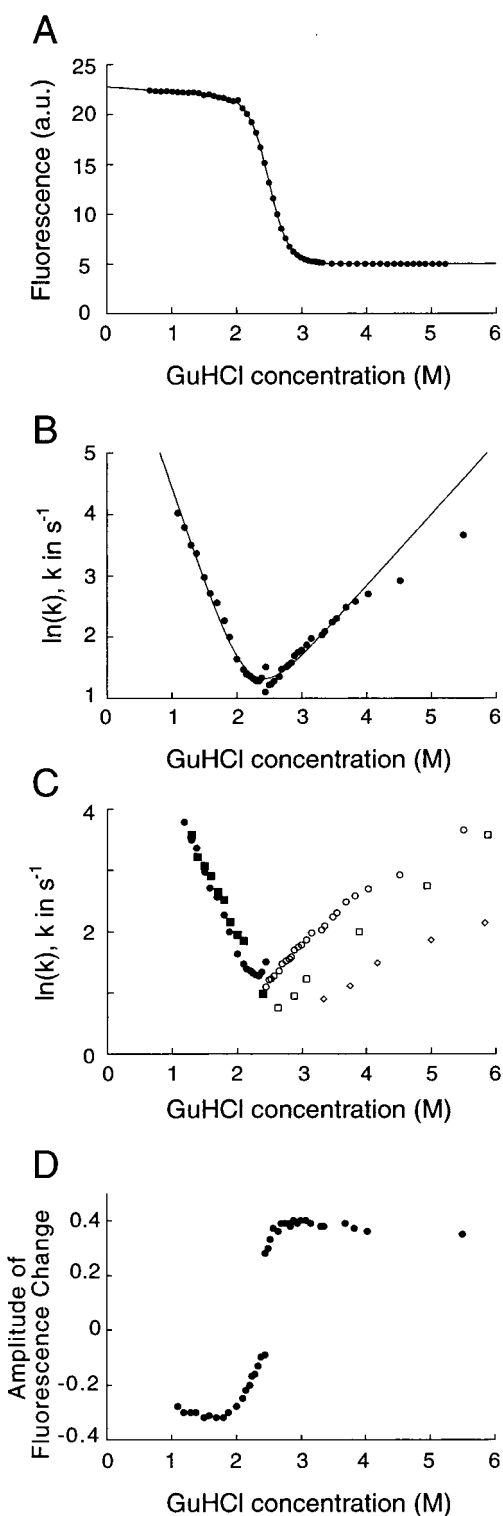 A
Fluorescence (a.u.)
25
20
15
10
5
0
0 1 2 3 4 5 6
GuHCl concentration (M)
B
ln(k), k in s-1
5
4
3
2
1
0 1 2 3 4 5 6
GuHCl concentration (M)
C
ln(k), k in s-1
4
2
0
0 1 2 3 4 5 6
GuHCl concentration (M)
D
Amplitude of
Fluorescence Change
0.4
0.2
0
-0.2
-0.4
0 1 2 3 4 5 6
GuHCl concentration (M)